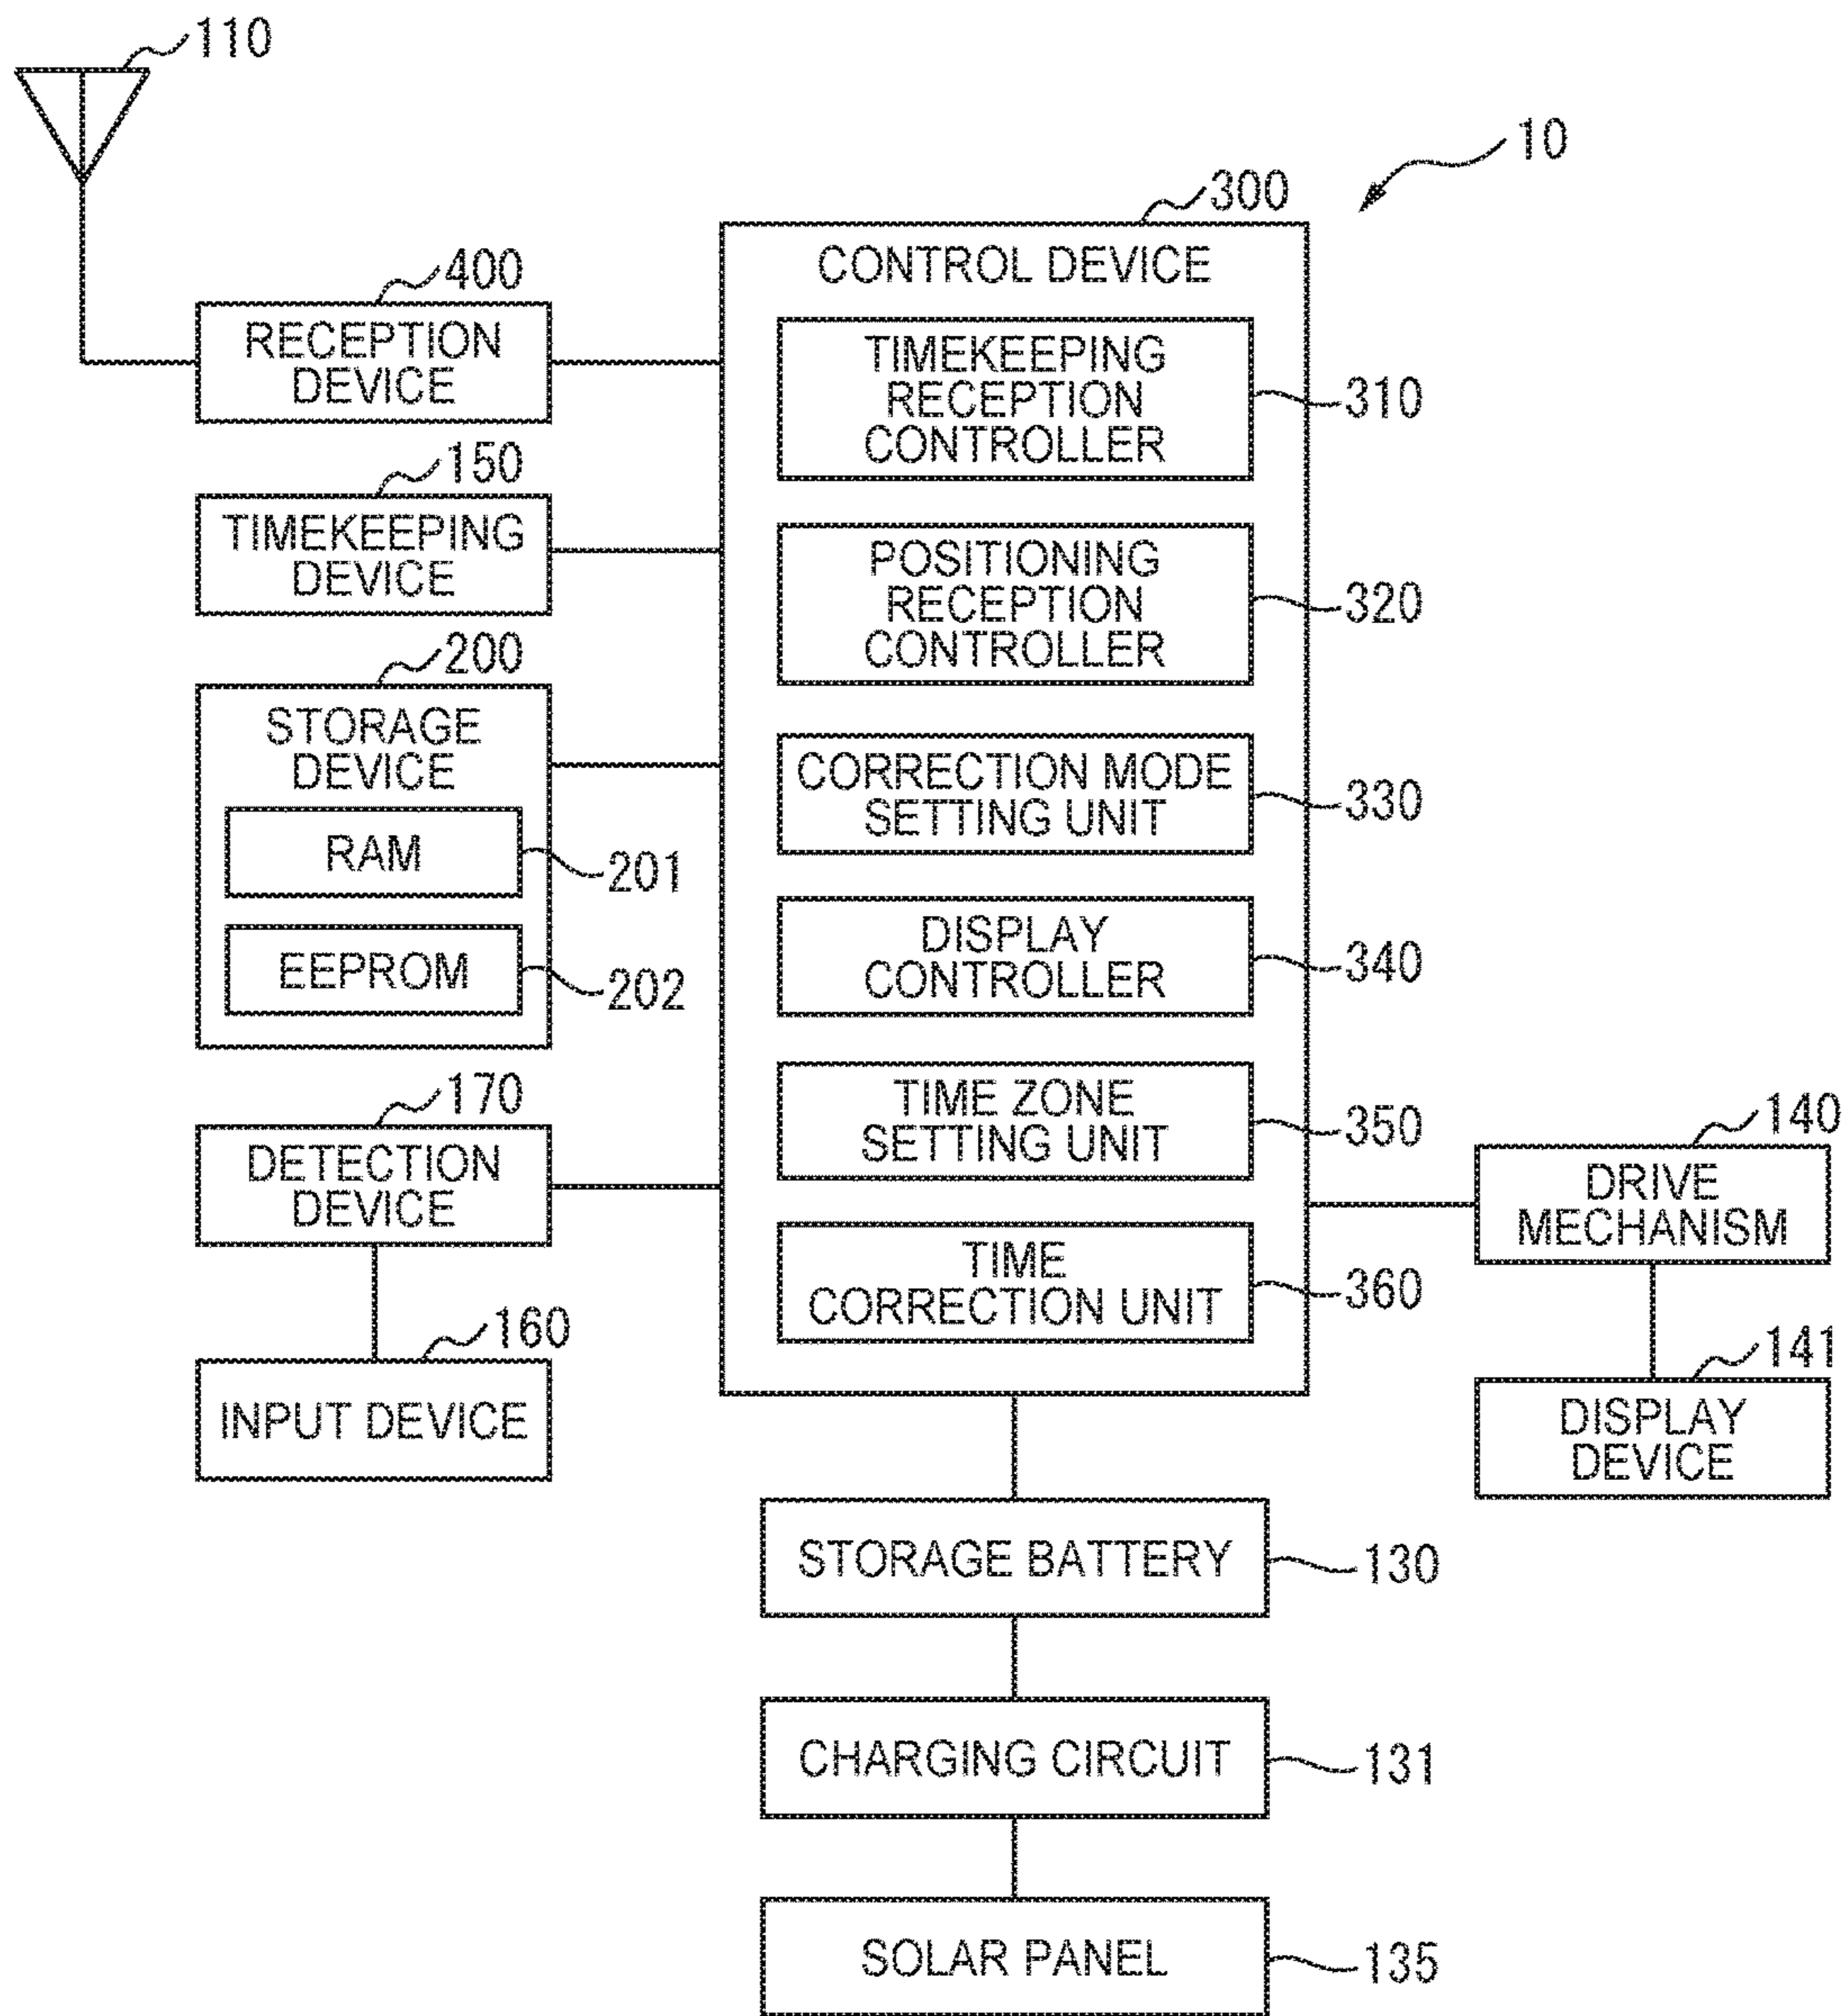 110
10
300
CONTROL DEVICE
400
RECEPTION
DEVICE
TIMEKEEPING
RECEPTION
CONTROLLER
310
150
TIMEKEEPING
DEVICE
POSITIONING
RECEPTION
CONTROLLER
320
200
STORAGE
DEVICE
RAM
201
EEPROM
202
CORRECTION MODE
SETTING UNIT
330
DISPLAY
CONTROLLER
340
170
DETECTION
DEVICE
TIME ZONE
SETTING UNIT
350
140
DRIVE
MECHANISM
TIME
CORRECTION UNIT
360
160
INPUT DEVICE
141
DISPLAY
DEVICE
STORAGE BATTERY
130
CHARGING CIRCUIT
131
SOLAR PANEL
135